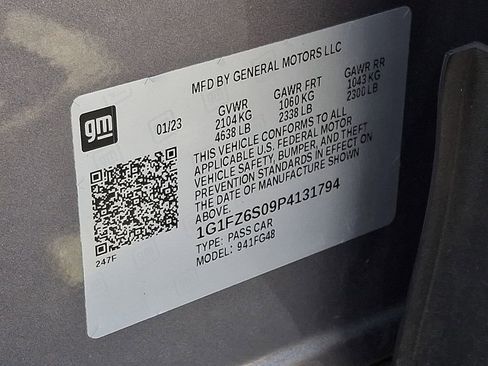 MFD BY GENERAL MOTORS LLC
gm
01/23
GVWR
2104 KG
4638 LB
GAWR FRT
1060 KG
2338 LB
GAWR RR
1043 KG
2300 LB
THIS VEHICLE CONFORMS TO ALL
APPLICABLE U.S. FEDERAL MOTOR
VEHICLE SAFETY, BUMPER, AND THEFT
PREVENTION STANDARDS IN EFFECT ON
THE DATE OF MANUFACTURE SHOWN
ABOVE.
1G1FZ6S09P4131794
TYPE: PASS CAR
MODEL: 941FG48
247F